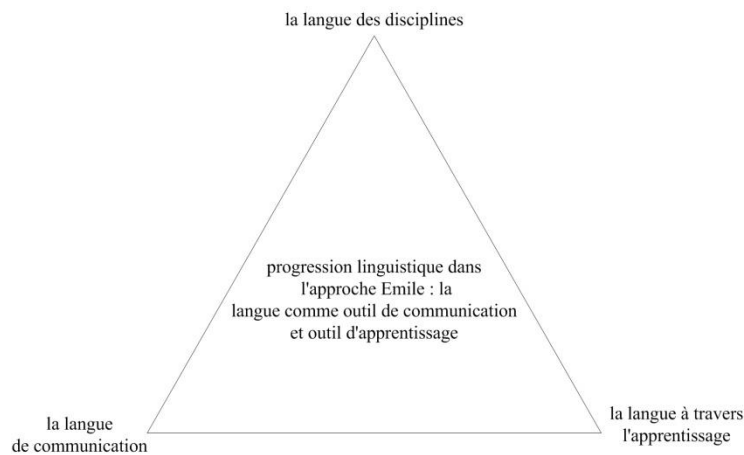 la langue des disciplines
progression linguistique dans
l'approche Emile : la
langue comme outil de communication
et outil d'apprentissage
la langue
de communication
la langue à travers
l'apprentissage